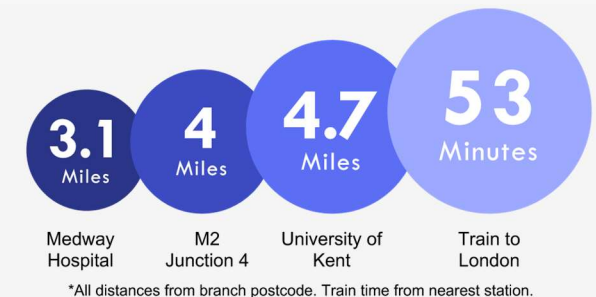 3.1
Miles
4
Miles
4.7
Miles
53
Minutes
Medway
Hospital
M2
Junction 4
University of
Kent
Train to
London
*All distances from branch postcode. Train time from nearest station.